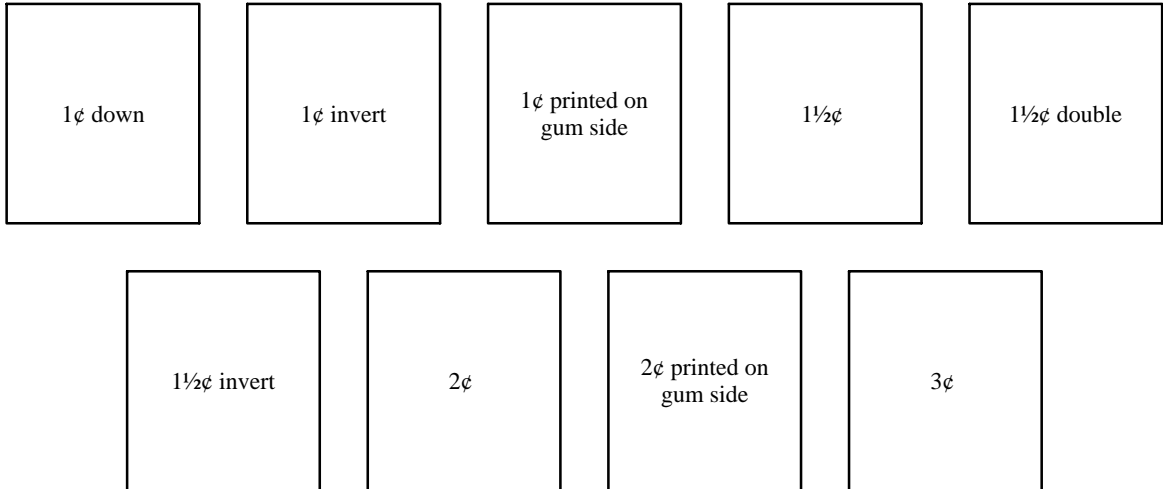 1¢ down
1¢ invert
1¢ printed on
gum side
1½¢
1½¢ double
1½¢ invert
2¢
2¢ printed on
gum side
3¢